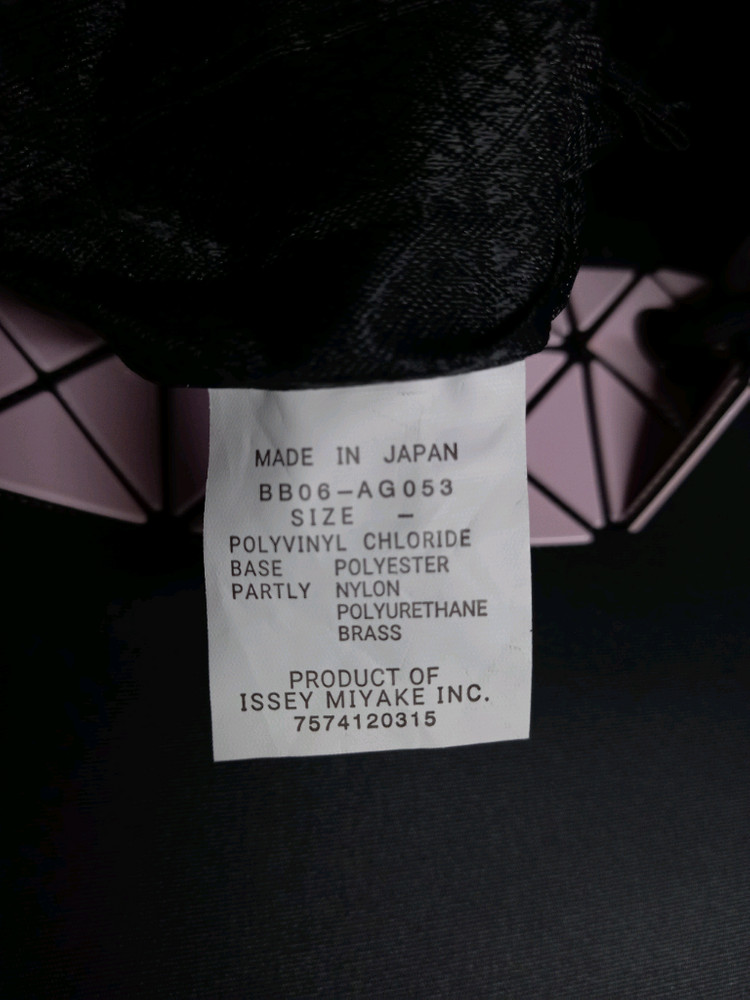 MADE IN JAPAN
BB06-AG053
SIZE -
POLYVINYL CHLORIDE
BASE POLYESTER
PARTLY NYLON
POLYURETHANE
BRASS
PRODUCT OF
ISSEY MIYAKE INC.
7574120315